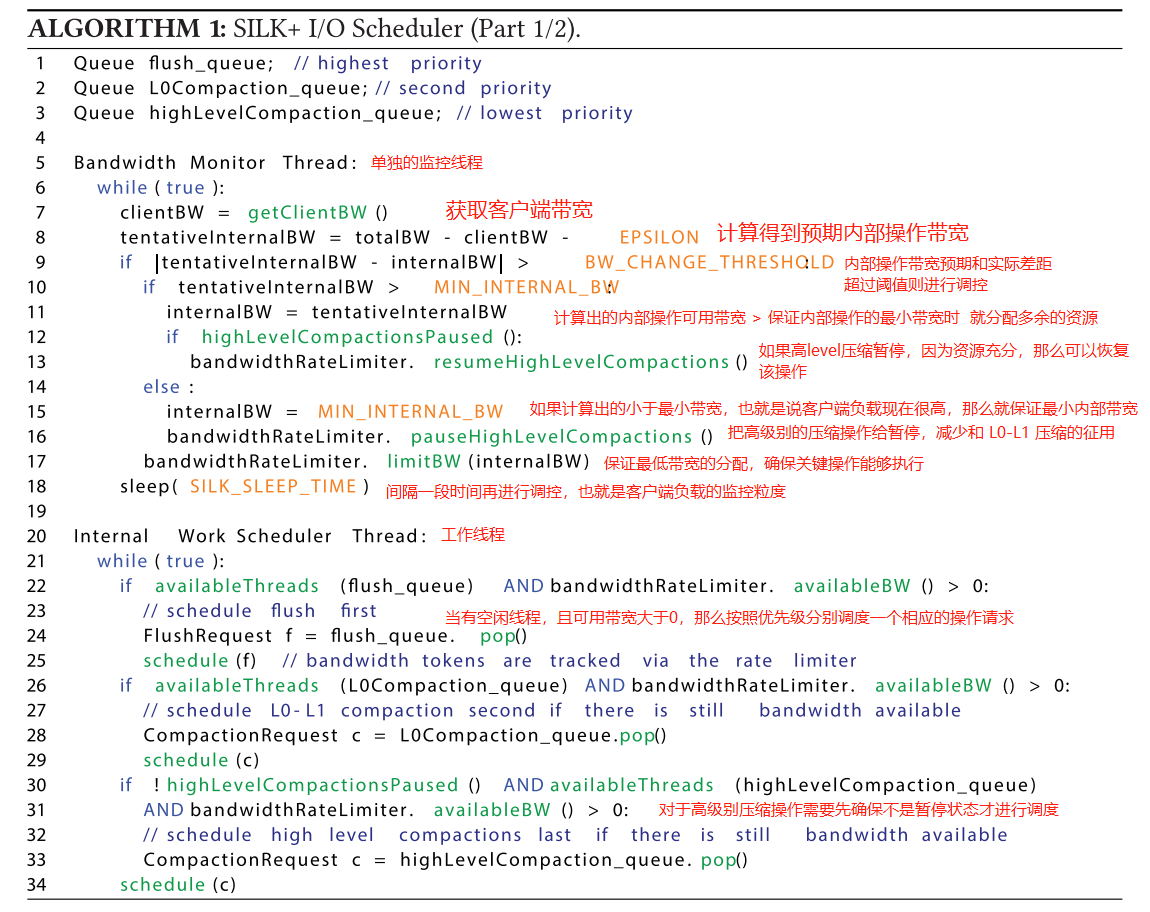 ALGORITHM 1: SILK+ I/O Scheduler (Part 1/2).
1 Queue flush_queue; // highest priority
2 Queue L0Compaction_queue; // second priority
3 Queue highLevelCompaction_queue; // lowest priority
4
5 Bandwidth Monitor Thread: 单独的监控线程
6 while (true):
7 clientBW = getClientBW () 获取客户端带宽
8 tentativeInternalBW = totalBW - clientBW - EPSILON 计算得到预期内部操作带宽
9 if |tentativeInternalBW - internalBW| > BW_CHANGE_THRESHOLD: 内部操作带宽预期和实际差距
超过阈值则进行调控
10 if tentativeInternalBW > MIN_INTERNAL_BW:
11 internalBW = tentativeInternalBW 计算出的内部操作可用带宽 > 保证内部操作的最小带宽时 就分配多余的资源
12 if highLevelCompactionsPaused ():
13 bandwidthRateLimiter. resumeHighLevelCompactions () 如果高level压缩暂停，因为资源充分，那么可以恢复
该操作
14 else :
15 internalBW = MIN_INTERNAL_BW 如果计算出的小于最小带宽，也就是说客户端负载现在很高，那么就保证最小内部带宽
16 bandwidthRateLimiter. pauseHighLevelCompactions () 把高级别的压缩操作给暂停，减少和 L0-L1 压缩的征用
17 bandwidthRateLimiter. limitBW (internalBW) 保证最低带宽的分配，确保关键操作能够执行
18 sleep( SILK_SLEEP_TIME ) 间隔一段时间再进行调控，也就是客户端负载的监控粒度
19
20 Internal Work Scheduler Thread: 工作线程
21 while (true):
22 if availableThreads (flush_queue) AND bandwidthRateLimiter. availableBW () > 0:
23 // schedule flush first
当有空闲线程，且可用带宽大于0，那么按照优先级分别调度一个相应的操作请求
24 FlushRequest f = flush_queue. pop()
25 schedule (f) // bandwidth tokens are tracked via the rate limiter
26 if availableThreads (L0Compaction_queue) AND bandwidthRateLimiter. availableBW () > 0:
27 // schedule L0-L1 compaction second if there is still bandwidth available
28 CompactionRequest c = L0Compaction_queue.pop()
29 schedule (c)
30 if !highLevelCompactionsPaused () AND availableThreads (highLevelCompaction_queue)
31 AND bandwidthRateLimiter. availableBW () > 0: 对于高级别压缩操作需要先确保不是暂停状态才进行调度
32 // schedule high level compactions last if there is still bandwidth available
33 CompactionRequest c = highLevelCompaction_queue. pop()
34 schedule (c)